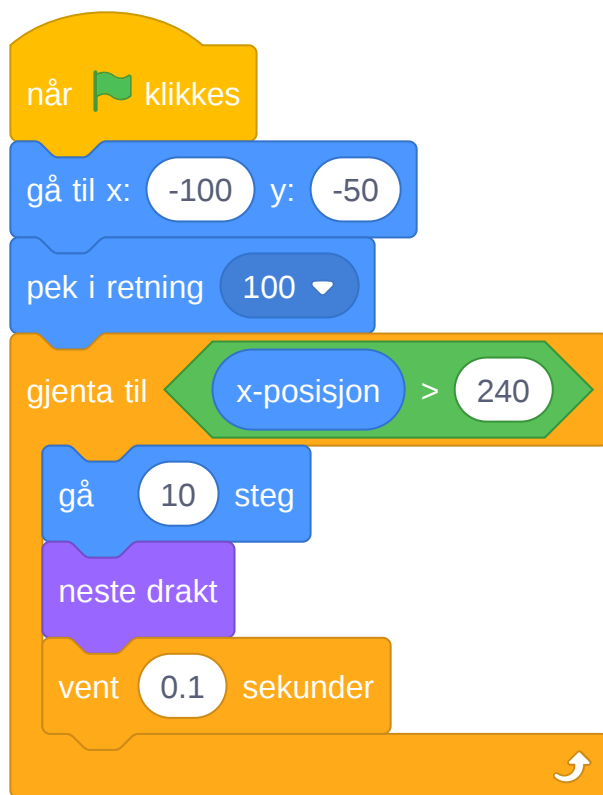 når klikkes
gå til x: -100 y: -50
pek i retning 100
gjenta til x-posisjon > 240
gå 10 steg
neste drakt
vent 0.1 sekunder